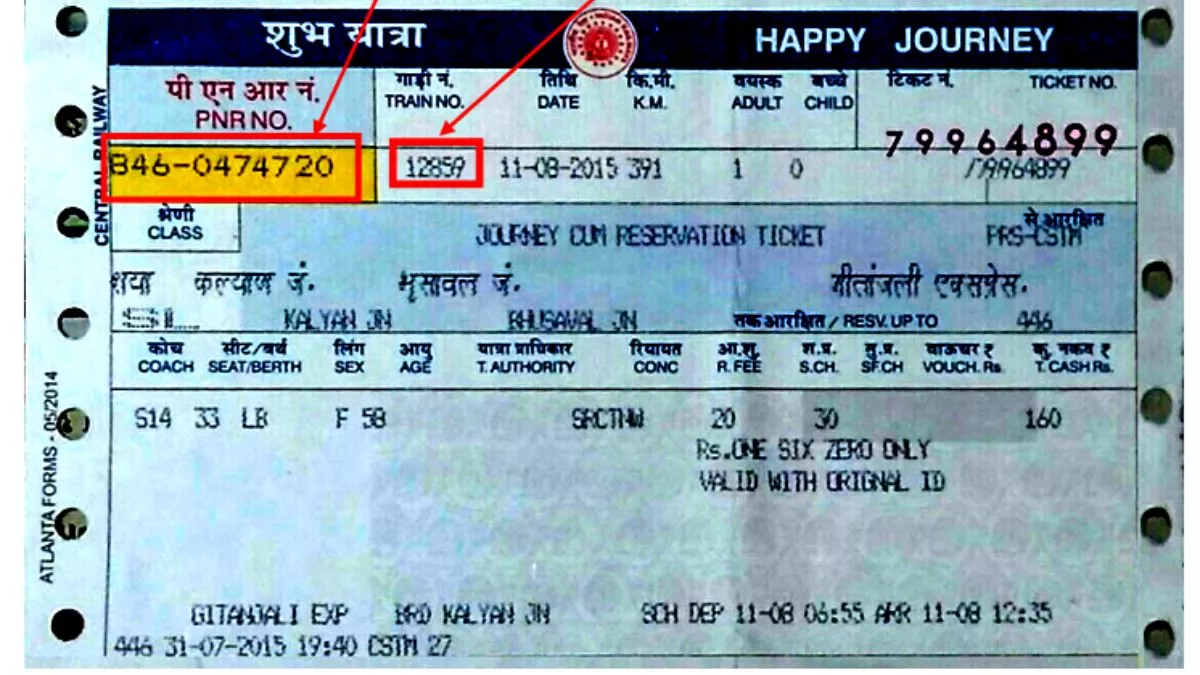 शुभ यात्रा HAPPY JOURNEY
पी एन आर नं. गाड़ी नं. तिथि कि.मी. वयस्क बच्चे टिकट नं. TICKET NO.
PNR NO. TRAIN NO. DATE K.M. ADULT CHILD
79964899
846-0474720 12859 11-08-2015 391 1 0 /79964899
श्रेणी से आरक्षित
CLASS JOURNEY CUM RESERVATION TICKET PRS-CSTM
शया कल्याण जं. भूसावल जं. गीतांजली एक्सप्रेस.
SL KALYAN JN BHUSAVAL JN तक आरक्षित / RESV. UP TO 446
कोच सीट/बर्थ लिंग आयु यात्रा प्राधिकार रियायत आ.शु. श.प्र. सु.प्र. वाऊचर ₹ कु. नकद ₹
COACH SEAT/BERTH SEX AGE T. AUTHORITY CONC R.FEE S.CH. SF.CH VOUCH. Rs. T. CASH Rs.
S14 33 LB F 58 SRCTNW 20 30 160
Rs.ONE SIX ZERO ONLY
VALID WITH ORIGNAL ID
GITANJALI EXP BRD KALYAN JN SCH DEP 11-08 06:55 ARR 11-08 12:35
446 31-07-2015 19:40 CSTM 27
CENTRAL RAILWAY
ATLANTA FORMS - 05/2014